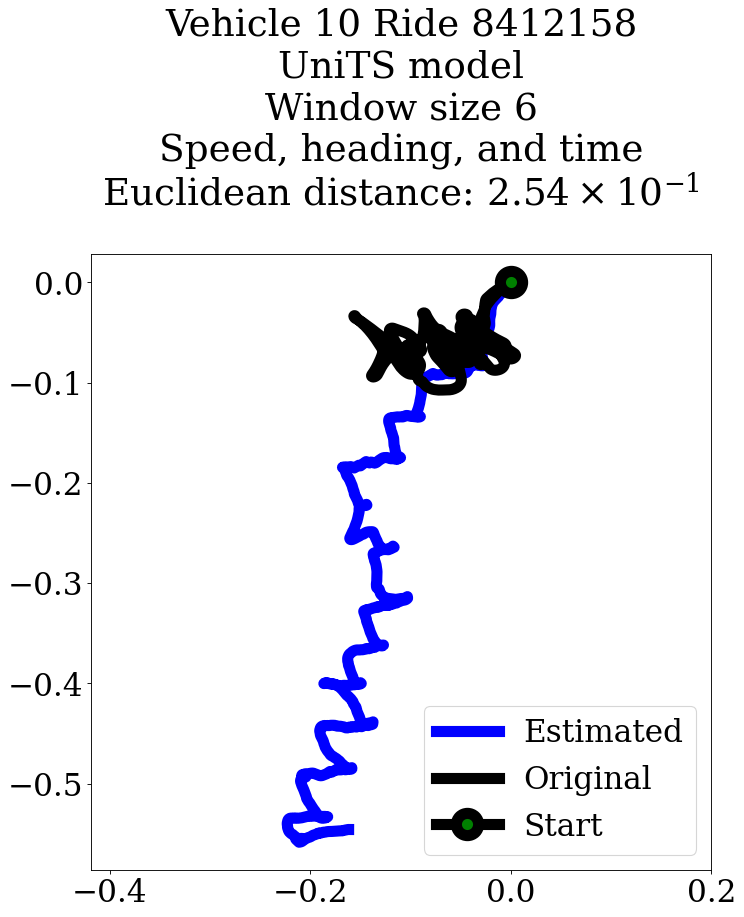 Vehicle 10 Ride 8412158
UniTS model
Window size 6
Speed, heading, and time
Euclidean distance: 2.54 × 10⁻¹
0.0
−0.1
−0.2
−0.3
−0.4
−0.5
−0.4 −0.2 0.0 0.2
Estimated
Original
Start